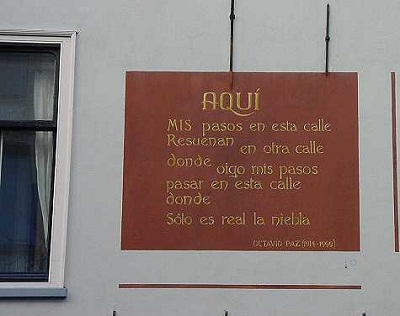 AQUÍ
MIS pasos en esta calle
Resuenan
en otra calle
donde
oigo mis pasos
pasar en esta calle
donde
Sólo es real la niebla
OCTAVIO PAZ (1914-1998)